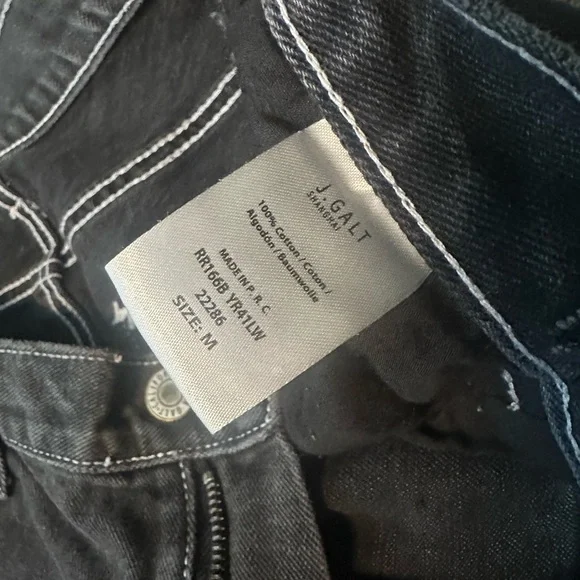 J.GALT
SHANGHAI
100% Cotton / Coton /
Algodón / Baumwolle
MADE IN P. R. C.
RR166B YR41LW
22286
SIZE: M